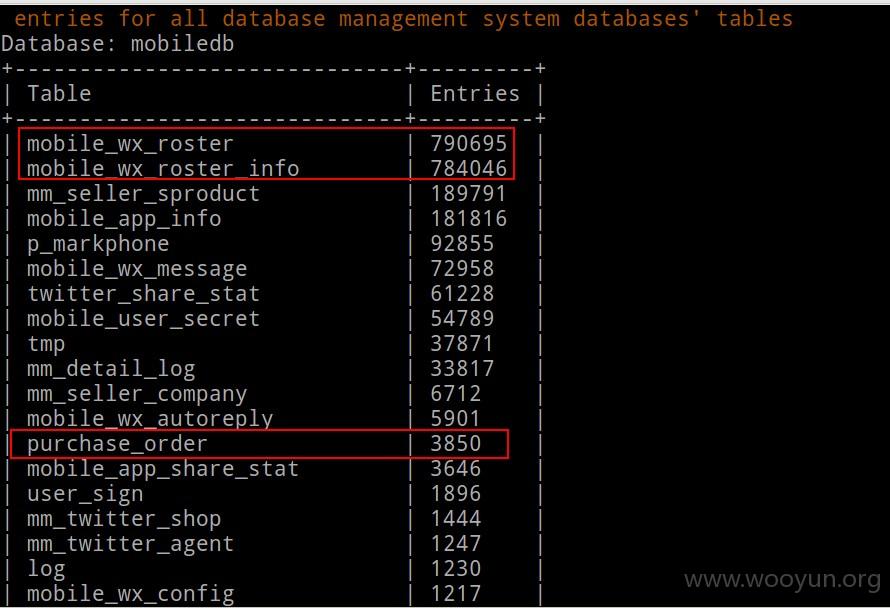 entries for all database management system databases' tables
Database: mobiledb
+------------------------------+---------+
| Table | Entries |
+------------------------------+---------+
| mobile_wx_roster | 790695 |
| mobile_wx_roster_info | 784046 |
| mm_seller_sproduct | 189791 |
| mobile_app_info | 181816 |
| p_markphone | 92855 |
| mobile_wx_message | 72958 |
| twitter_share_stat | 61228 |
| mobile_user_secret | 54789 |
| tmp | 37871 |
| mm_detail_log | 33817 |
| mm_seller_company | 6712 |
| mobile_wx_autoreply | 5901 |
| purchase_order | 3850 |
| mobile_app_share_stat | 3646 |
| user_sign | 1896 |
| mm_twitter_shop | 1444 |
| mm_twitter_agent | 1247 |
| log | 1230 |
| mobile_wx_config | 1217 |
www.wooyun.org